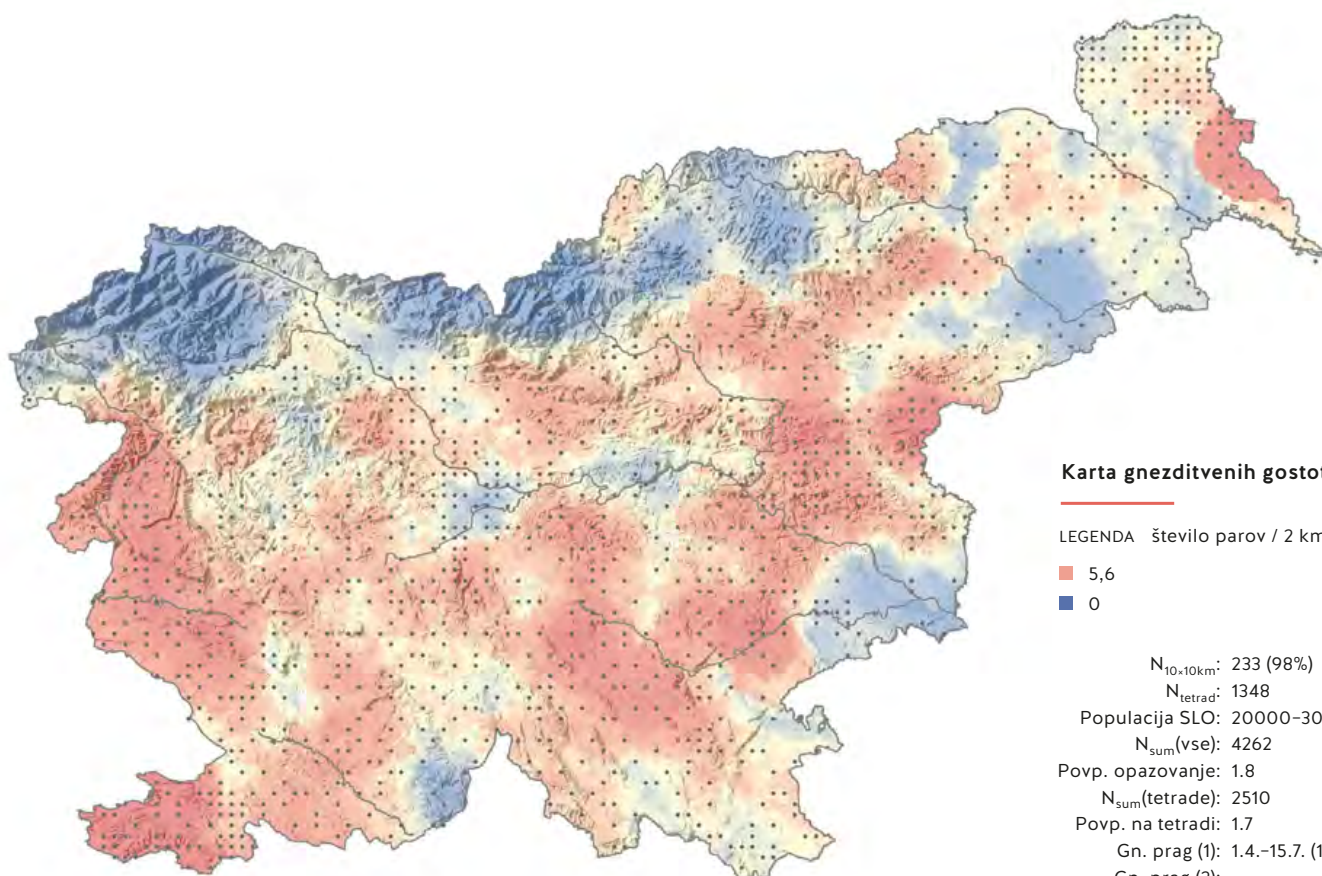 Karta gnezditvenih gostot
LEGENDA število parov / 2 km
5,6
0
N10×10km: 233 (98%)
Ntetrad: 1348
Populacija SLO: 20000–30
Nsum(vse): 4262
Povp. opazovanje: 1.8
Nsum(tetrade): 2510
Povp. na tetradi: 1.7
Gn. prag (1): 1.4.–15.7. (1